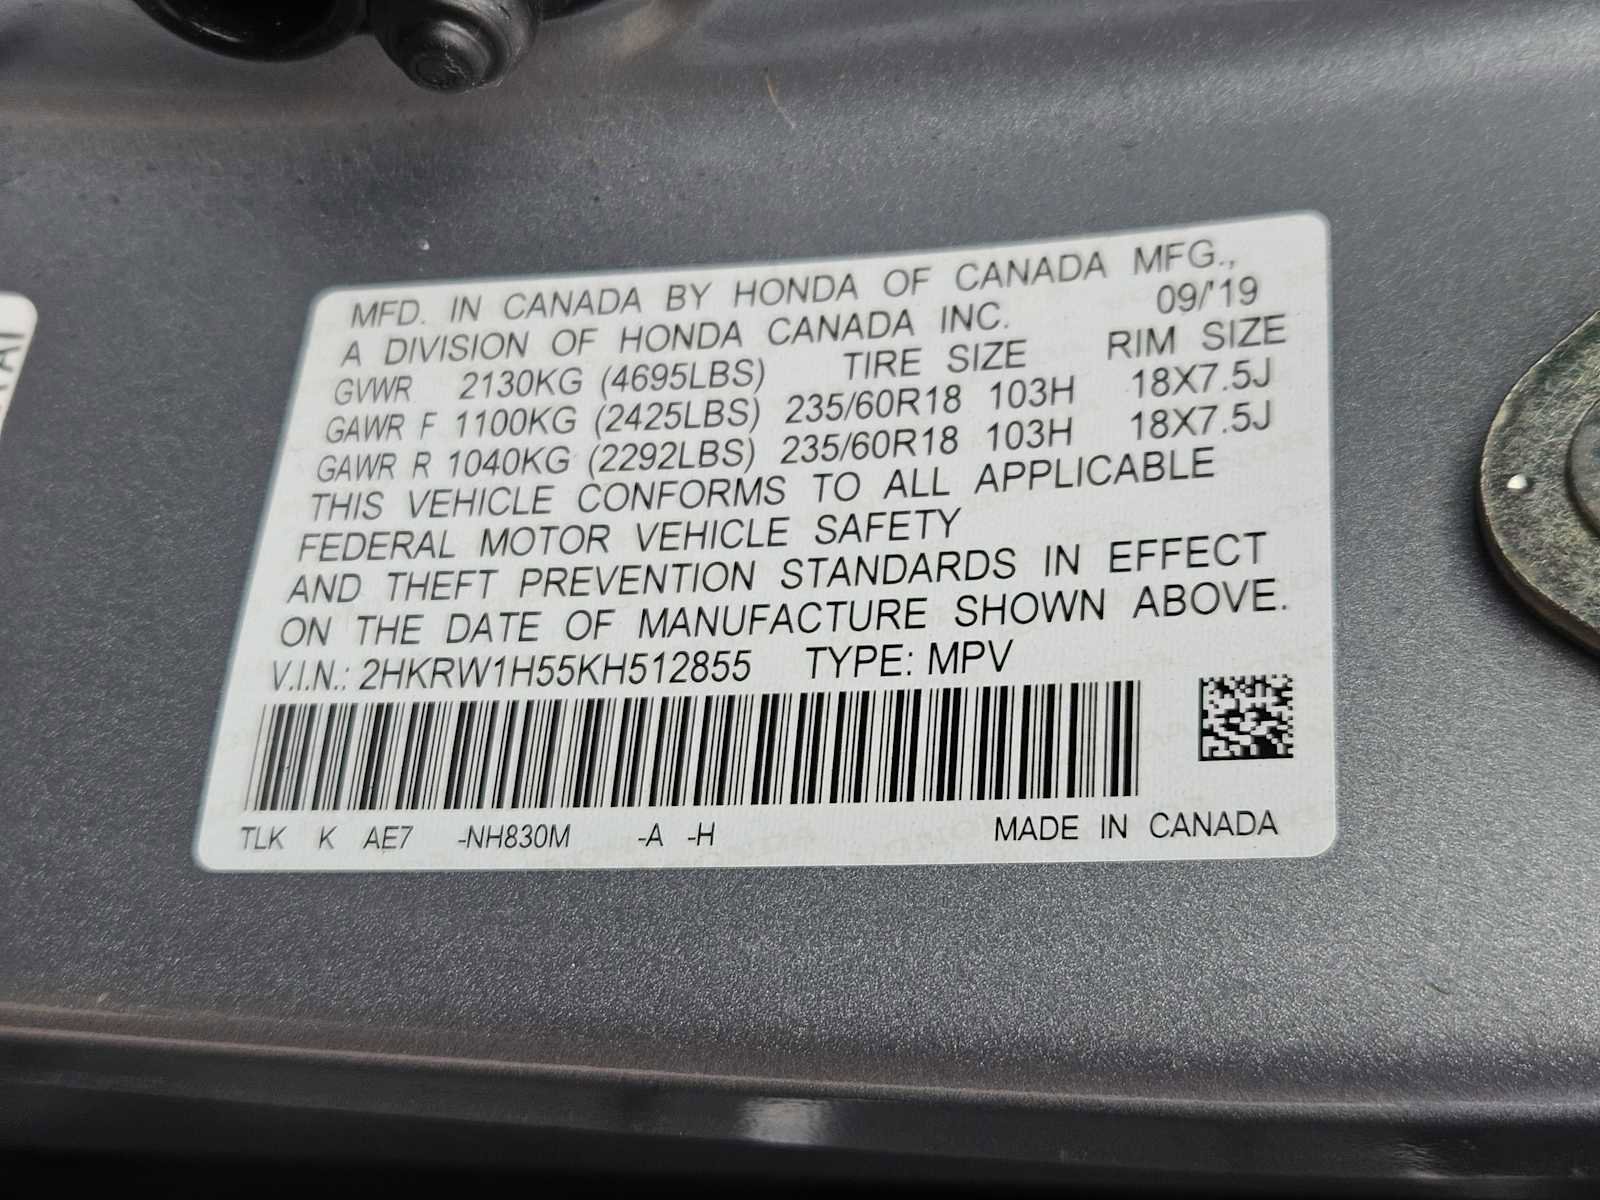 MFD. IN CANADA BY HONDA OF CANADA MFG.,
A DIVISION OF HONDA CANADA INC. 09/'19
GVWR 2130KG (4695LBS) TIRE SIZE RIM SIZE
GAWR F 1100KG (2425LBS) 235/60R18 103H 18X7.5J
GAWR R 1040KG (2292LBS) 235/60R18 103H 18X7.5J
THIS VEHICLE CONFORMS TO ALL APPLICABLE
FEDERAL MOTOR VEHICLE SAFETY
AND THEFT PREVENTION STANDARDS IN EFFECT
ON THE DATE OF MANUFACTURE SHOWN ABOVE.
V.I.N.: 2HKRW1H55KH512855 TYPE: MPV
TLK K AE7 -NH830M -A -H MADE IN CANADA